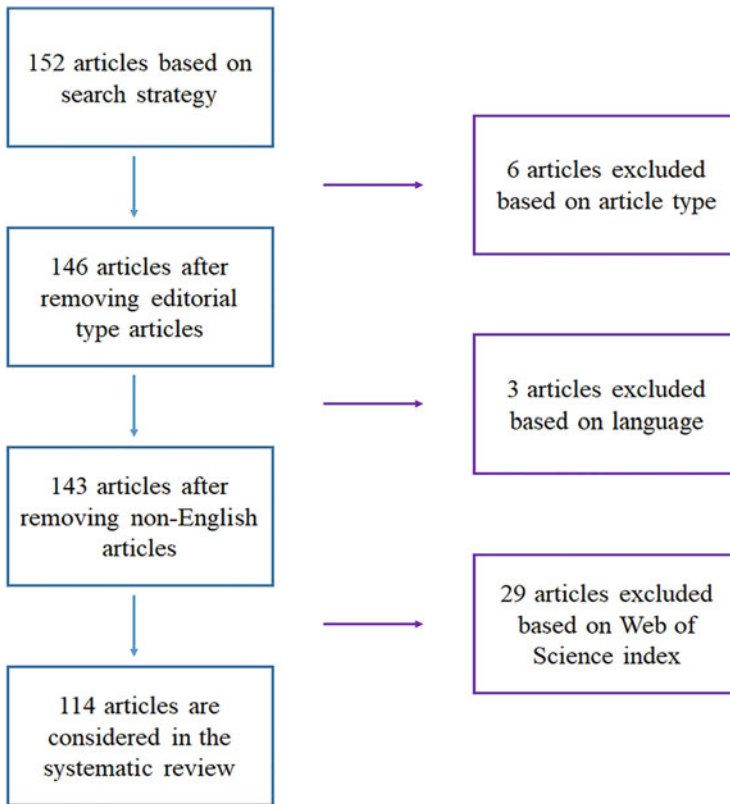 152 articles based on
search strategy
6 articles excluded
based on article type
146 articles after
removing editorial
type articles
3 articles excluded
based on language
143 articles after
removing non-English
articles
29 articles excluded
based on Web of
Science index
114 articles are
considered in the
systematic review